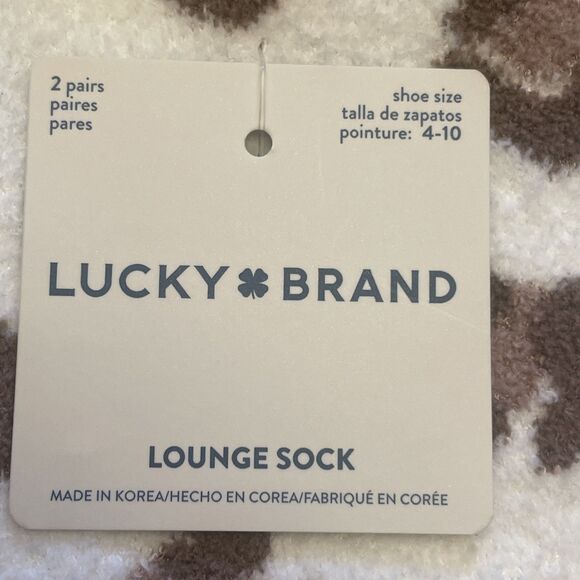 2 pairs
paires
pares
shoe size
talla de zapatos
pointure: 4-10
LUCKY BRAND
LOUNGE SOCK
MADE IN KOREA/HECHO EN COREA/FABRIQUÉ EN CORÉE